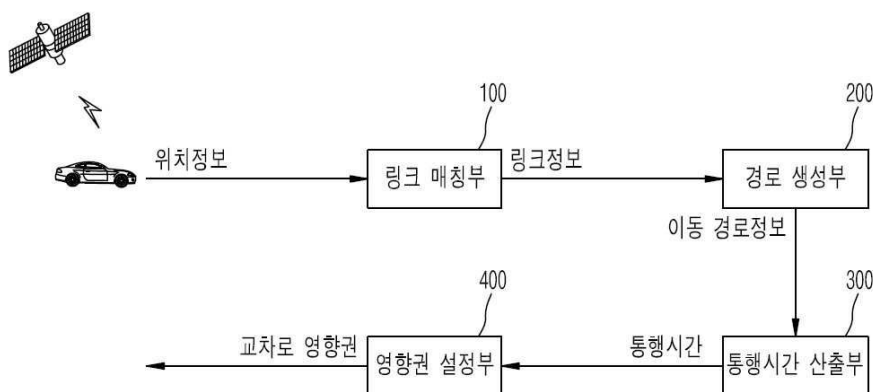 100
200
위치정보
링크 매칭부
링크정보
경로 생성부
이동 경로정보
400
300
교차로 영향권
영향권 설정부
통행시간
통행시간 산출부